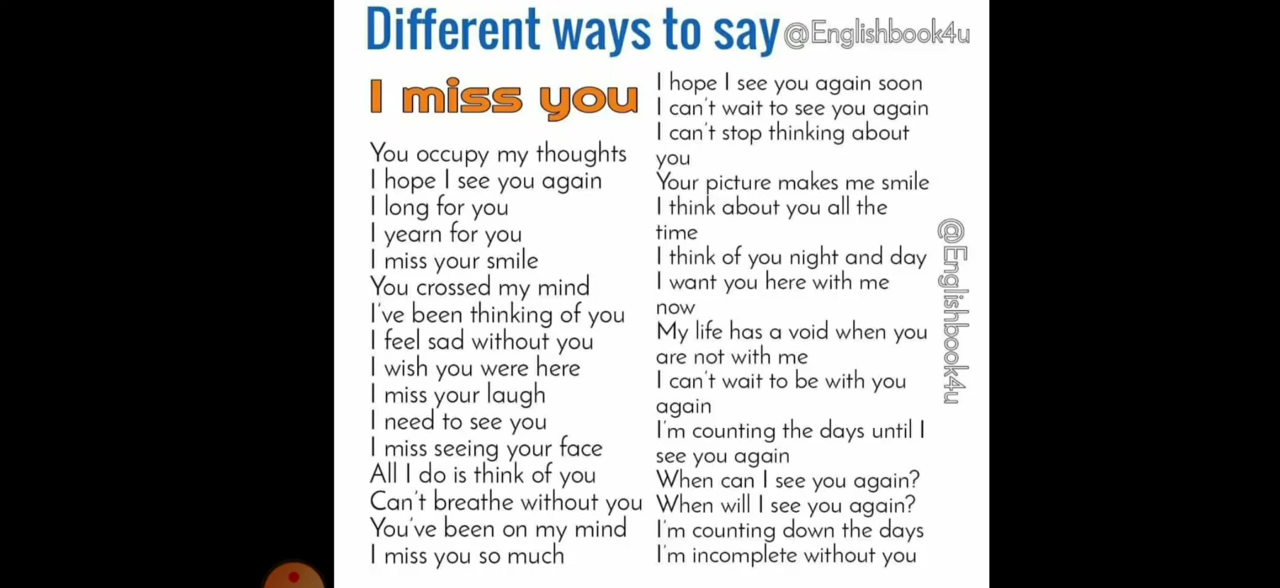 Different ways to say @Englishbook4u
I miss you
You occupy my thoughts
I hope I see you again
I long for you
I yearn for you
I miss your smile
You crossed my mind
I've been thinking of you
I feel sad without you
I wish you were here
I miss your laugh
I need to see you
I miss seeing your face
All I do is think of you
Can't breathe without you
You've been on my mind
I miss you so much
I hope I see you again soon
I can't wait to see you again
I can't stop thinking about
you
Your picture makes me smile
I think about you all the
time
I think of you night and day
I want you here with me
now
My life has a void when you
are not with me
I can't wait to be with you
again
I'm counting the days until I
see you again
When can I see you again?
When will I see you again?
I'm counting down the days
I'm incomplete without you
@Englishbook4u